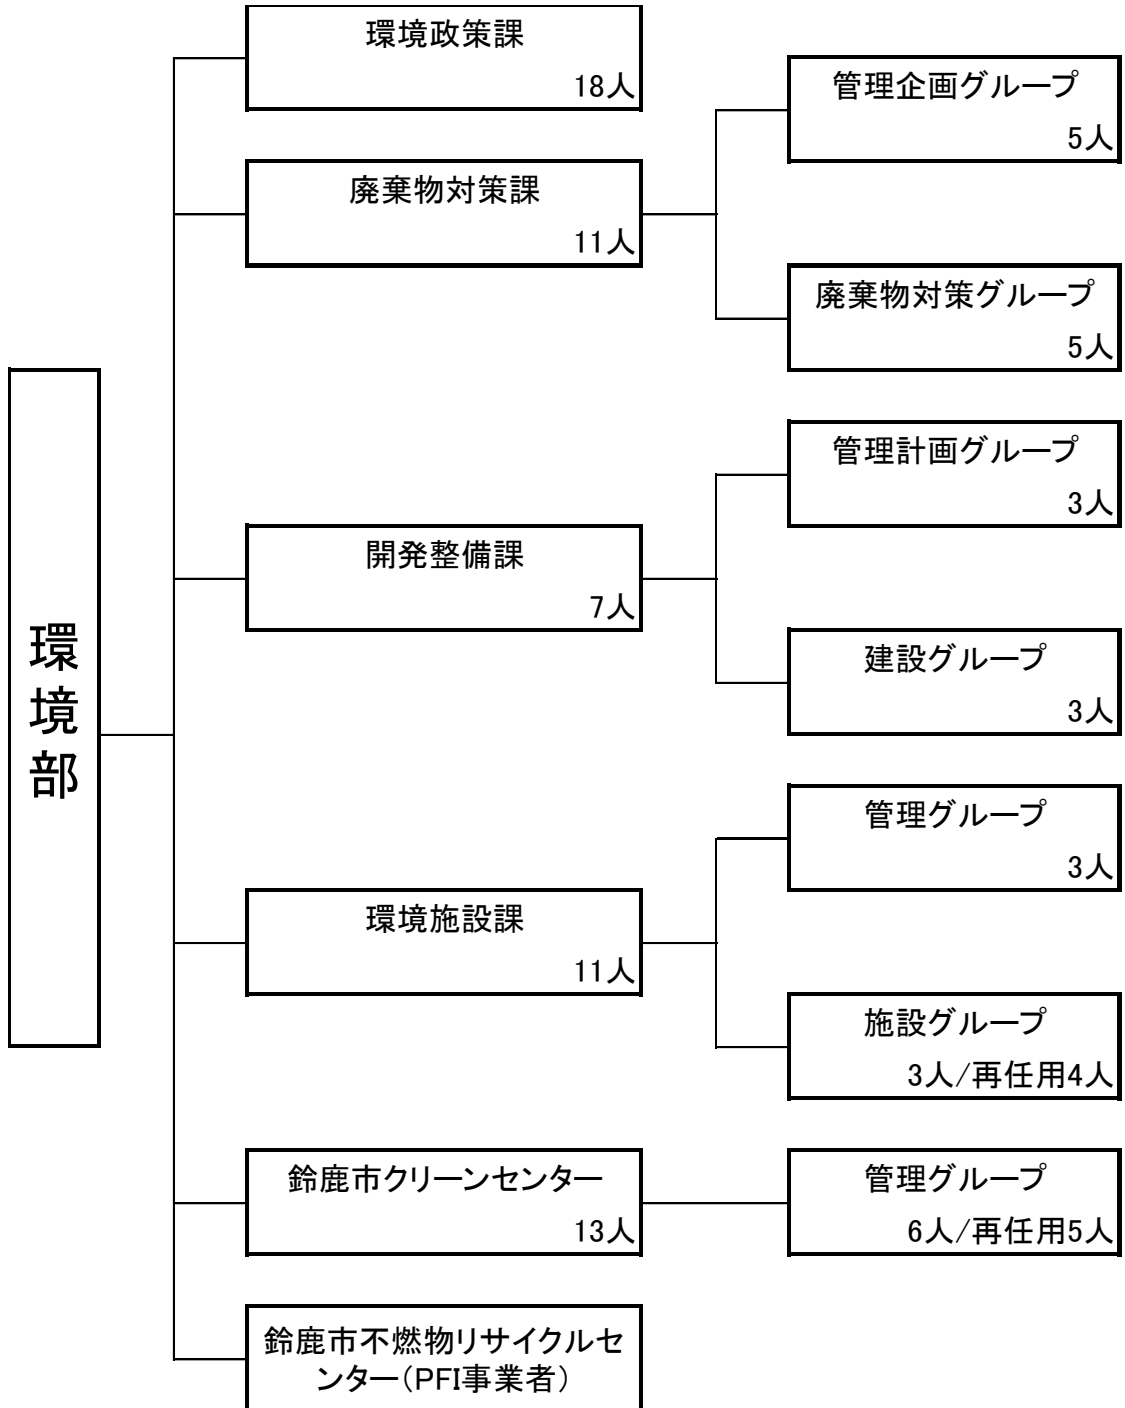 環境部
環境政策課
18人
廃棄物対策課
11人
管理企画グループ
5人
廃棄物対策グループ
5人
開発整備課
7人
管理計画グループ
3人
建設グループ
3人
環境施設課
11人
管理グループ
3人
施設グループ
3人/再任用4人
鈴鹿市クリーンセンター
13人
管理グループ
6人/再任用5人
鈴鹿市不燃物リサイクルセ
ンター(PFI事業者)